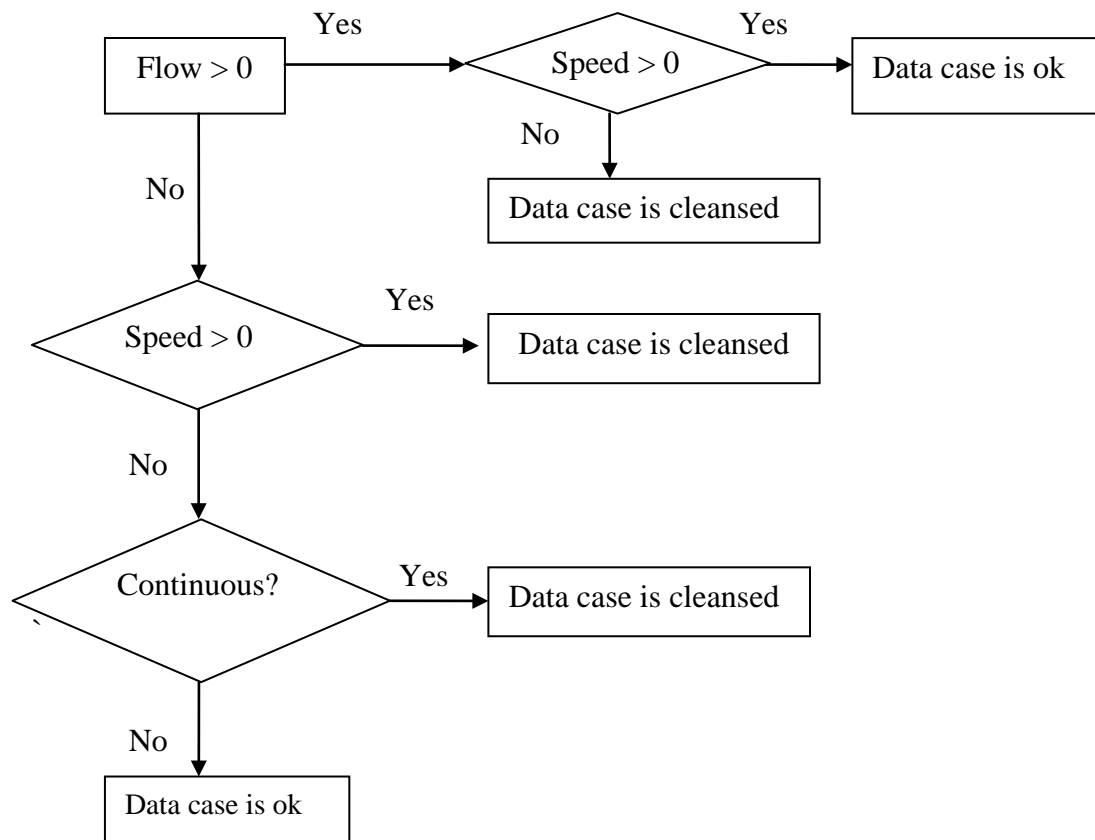 Yes
Yes
Flow > 0
Speed > 0
Data case is ok
No
No
Data case is cleansed
Yes
Speed > 0
Data case is cleansed
No
Continuous?
Yes
Data case is cleansed
`
No
Data case is ok